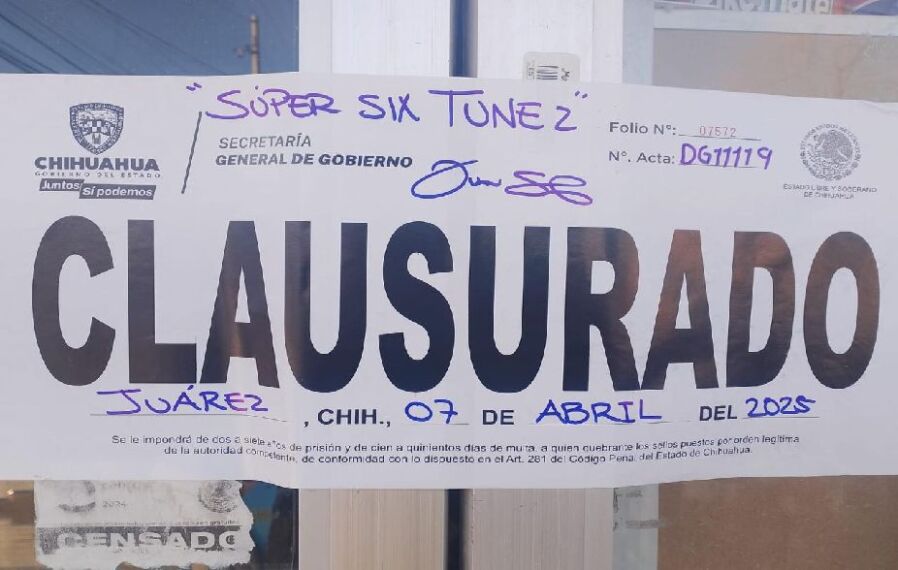 "SÚPER SIX TUNEZ"
CHIHUAHUA
GOBIERNO DEL ESTADO
Juntos Sí podemos
SECRETARÍA
GENERAL DE GOBIERNO
Folio N°: 07572
N°. Acta: DG11119
ESTADO LIBRE Y SOBERANO
DE CHIHUAHUA
CLAUSURADO
JUÁREZ, CHIH., 07 DE ABRIL DEL 2025
Se le impondrá de dos a siete años de prisión y de cien a quinientos días de multa, a quien quebrante los sellos puestos por orden legítima
de la autoridad competente, de conformidad con lo dispuesto en el Art. 281 del Código Penal del Estado de Chihuahua.
2024
CENSADO